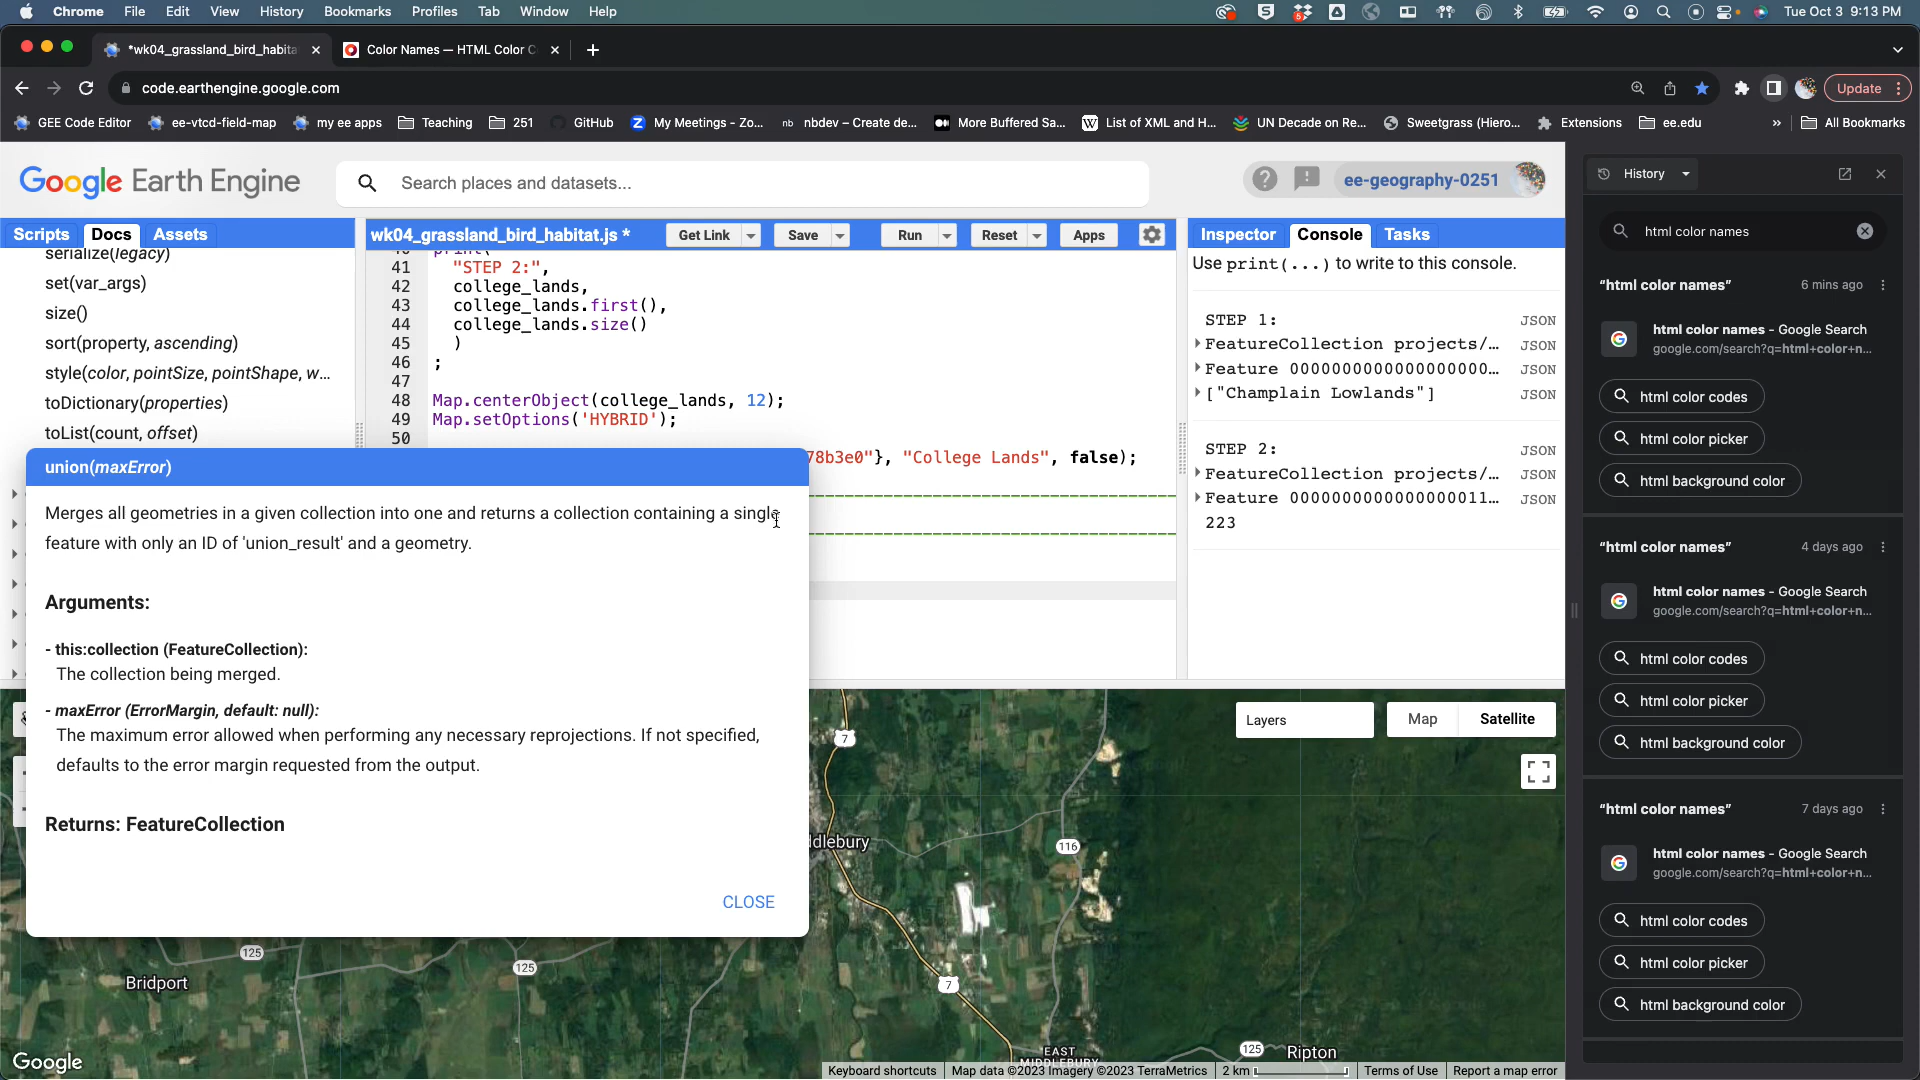 Chrome File Edit View History Bookmarks Profiles Tab Window Help Tue Oct 3 9:13 PM
*wk04_grassland_bird_habita Color Names — HTML Color C
code.earthengine.google.com Update
GEE Code Editor ee-vtcd-field-map my ee apps Teaching 251 GitHub My Meetings - Zo... nbdev – Create de... More Buffered Sa... List of XML and H... UN Decade on Re... Sweetgrass (Hiero... Extensions ee.edu » All Bookmarks
Google Earth Engine Search places and datasets... ee-geography-0251
Scripts Docs Assets
serialize(legacy)
set(var_args)
size()
sort(property, ascending)
style(color, pointSize, pointShape, w...
toDictionary(properties)
toList(count, offset)
union(maxError)
Merges all geometries in a given collection into one and returns a collection containing a single
feature with only an ID of 'union_result' and a geometry.
Arguments:
- this:collection (FeatureCollection):
The collection being merged.
- maxError (ErrorMargin, default: null):
The maximum error allowed when performing any necessary reprojections. If not specified,
defaults to the error margin requested from the output.
Returns: FeatureCollection
CLOSE
wk04_grassland_bird_habitat.js * Get Link Save Run Reset Apps
41 "STEP 2:",
42 college_lands,
43 college_lands.first(),
44 college_lands.size()
45 )
46 ;
47
48 Map.centerObject(college_lands, 12);
49 Map.setOptions('HYBRID');
50
78b3e0"}, "College Lands", false);
Inspector Console Tasks
Use print(...) to write to this console.
STEP 1: JSON
FeatureCollection projects/... JSON
Feature 00000000000000000000... JSON
["Champlain Lowlands"] JSON
STEP 2: JSON
FeatureCollection projects/... JSON
Feature 00000000000000000011... JSON
223
Layers Map Satellite
7
dlebury
116
125
125
7
Bridport
EAST
MIDDLEBURY
125
Ripton
Google
Keyboard shortcuts Map data ©2023 Imagery ©2023 TerraMetrics 2 km Terms of Use Report a map error
History
html color names
“html color names” 6 mins ago
html color names - Google Search
google.com/search?q=html+color+n...
html color codes
html color picker
html background color
“html color names” 4 days ago
html color names - Google Search
google.com/search?q=html+color+n...
html color codes
html color picker
html background color
“html color names” 7 days ago
html color names - Google Search
google.com/search?q=html+color+n...
html color codes
html color picker
html background color